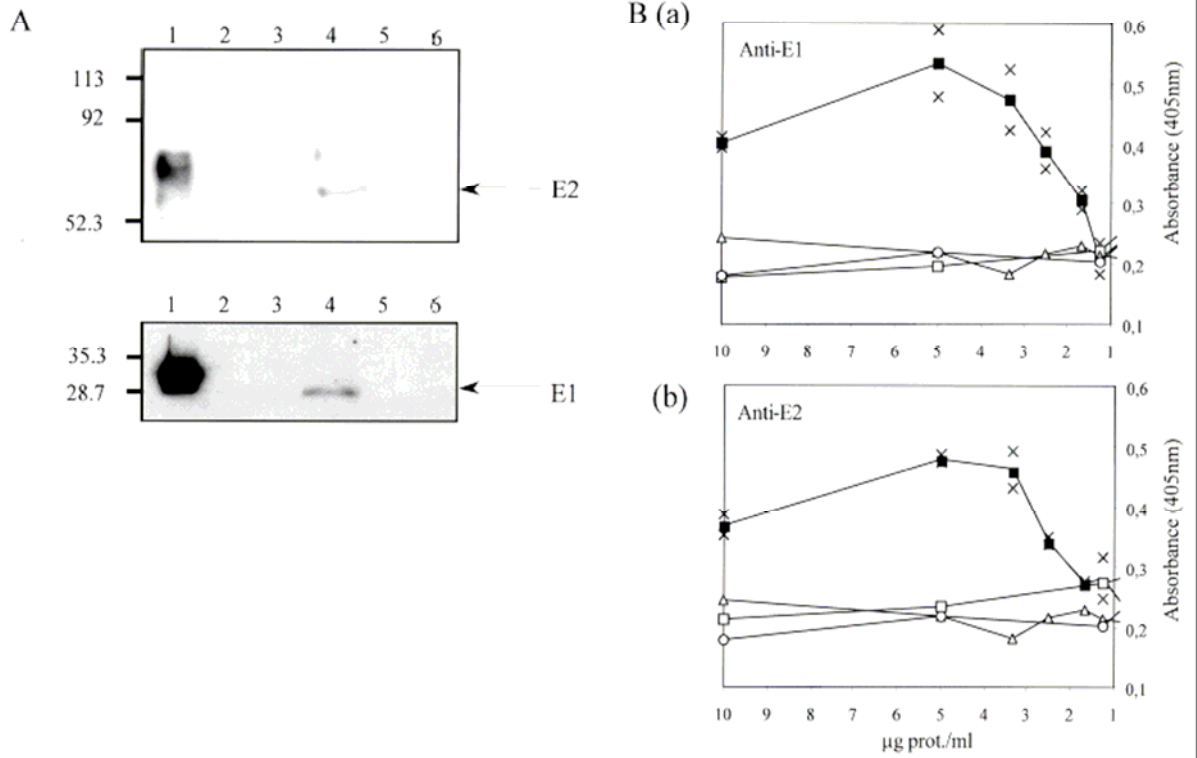 A
1 2 3 4 5 6
113
92
52.3
E2
1 2 3 4 5 6
35.3
28.7
E1
B (a)
Anti-E1
0,6
0,5
0,4
0,3
0,2
0,1
Absorbance (405nm)
10 9 8 7 6 5 4 3 2 1
(b)
Anti-E2
0,6
0,5
0,4
0,3
0,2
0,1
Absorbance (405nm)
10 9 8 7 6 5 4 3 2 1
µg prot./ml